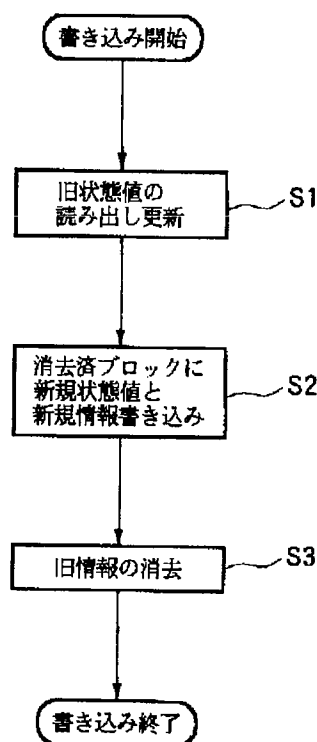 書き込み開始
旧状態値の
読み出し更新
S1
消去済ブロックに
新規状態値と
新規情報書き込み
S2
旧情報の消去
S3
書き込み終了